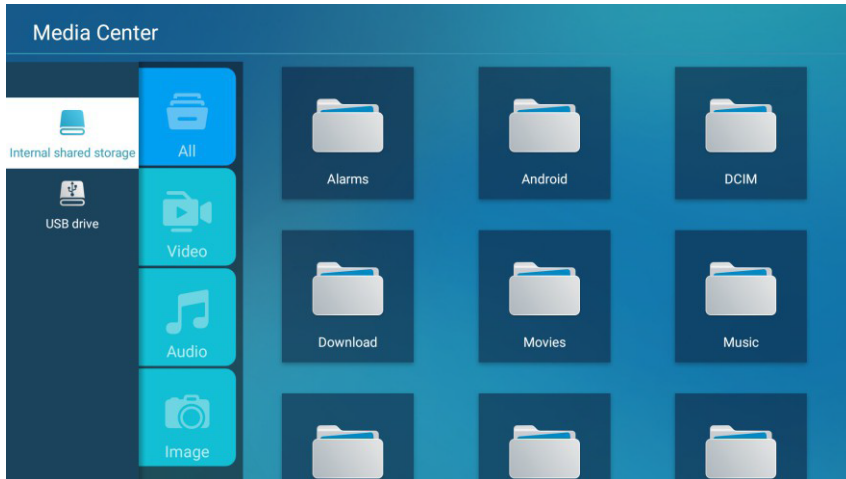 Media Center
Internal shared storage
USB drive
All
Video
Audio
Image
Alarms
Android
DCIM
Download
Movies
Music